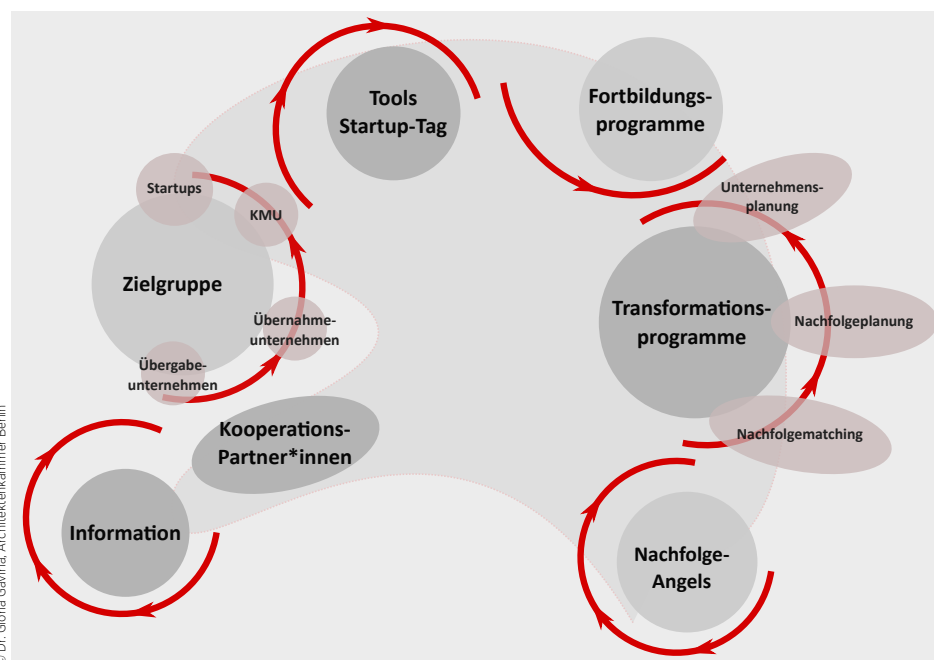 Tools
Startup-Tag
Fortbildungs-
programme
Startups
KMU
Unternehmens-
planung
Zielgruppe
Transformations-
programme
Nachfolgeplanung
Übernahme-
unternehmen
Übergabe-
unternehmen
Kooperations-
Partner*innen
Nachfolgematching
Information
Nachfolge-
Angels
Dr. Gloria Gaviria, Architektenkammer Berlin